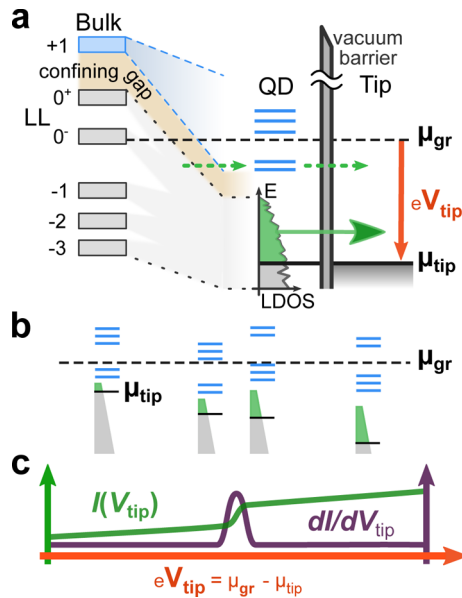 a
Bulk
+1
confining gap
0⁺
LL
0⁻
-1
-2
-3
QD
vacuum
barrier
Tip
μgr
eVtip
E
μtip
LDOS
b
μgr
μtip
c
I(Vtip)
dI/dVtip
eVtip = μgr - μtip